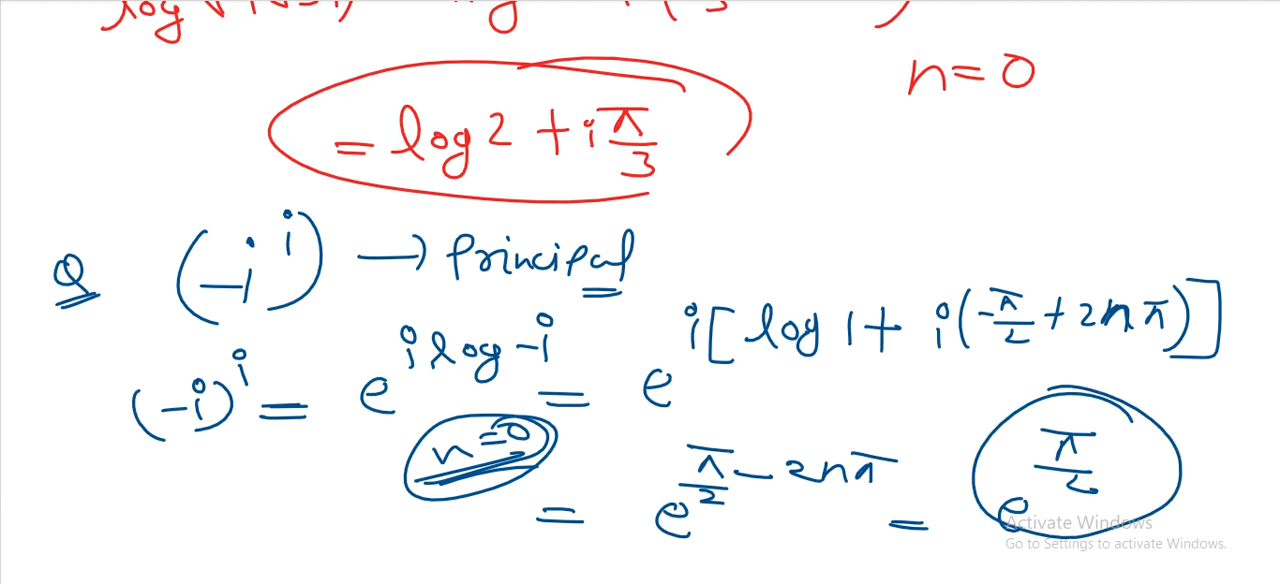 log
n=0
= log 2 + i π/3
Q (-i i) → Principal
(-i)^i = e^{i log -i} = e^{i[log 1 + i(-π/2 + 2nπ)]}
n=0
= e^{π/2 - 2nπ} = e^{π/2}
Activate Windows
Go to Settings to activate Windows.